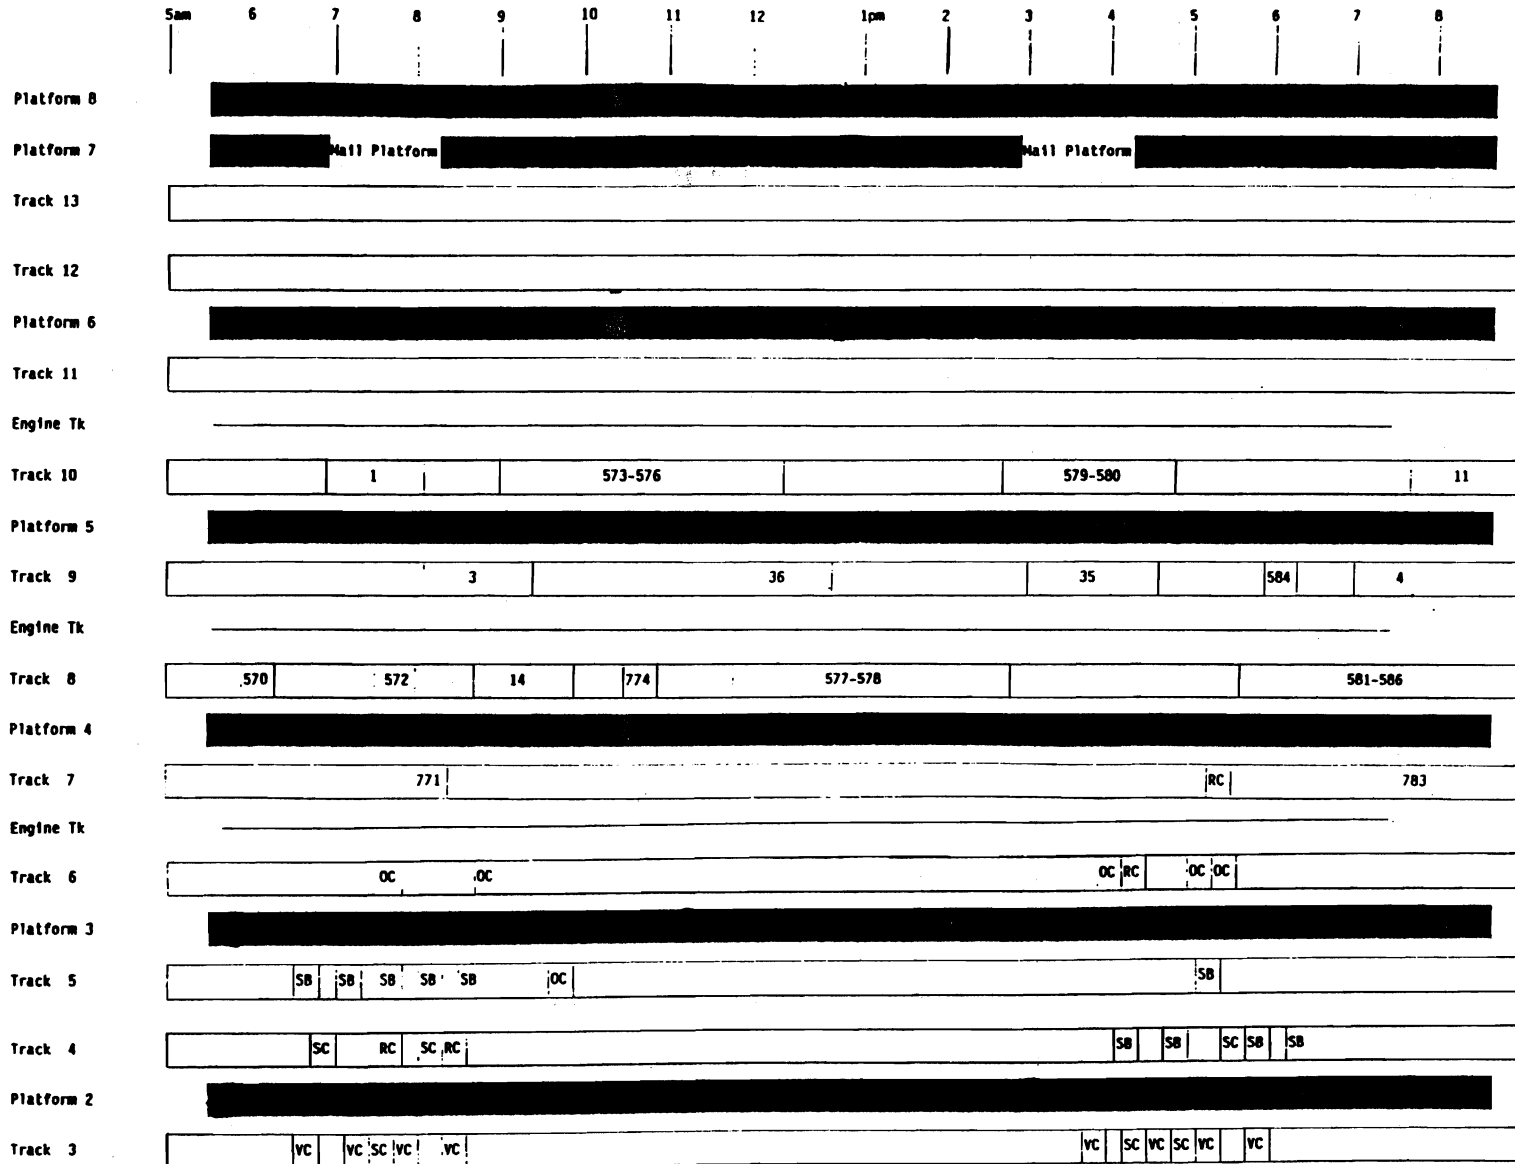 5am 6 7 8 9 10 11 12 1pm 2 3 4 5 6 7 8
Platform 8
Platform 7 Mail Platform Mail Platform
Track 13
Track 12
Platform 6
Track 11
Engine Tk
Track 10 1 573-576 579-580 11
Platform 5
Track 9 3 36 35 584 4
Engine Tk
Track 8 570 572 14 774 577-578 581-586
Platform 4
Track 7 771 RC 783
Engine Tk
Track 6 OC OC OC RC OC OC
Platform 3
Track 5 SB SB SB SB SB OC SB
Track 4 SC RC SC RC SB SB SC SB SB
Platform 2
Track 3 VC VC SC VC VC VC SC VC SC VC VC